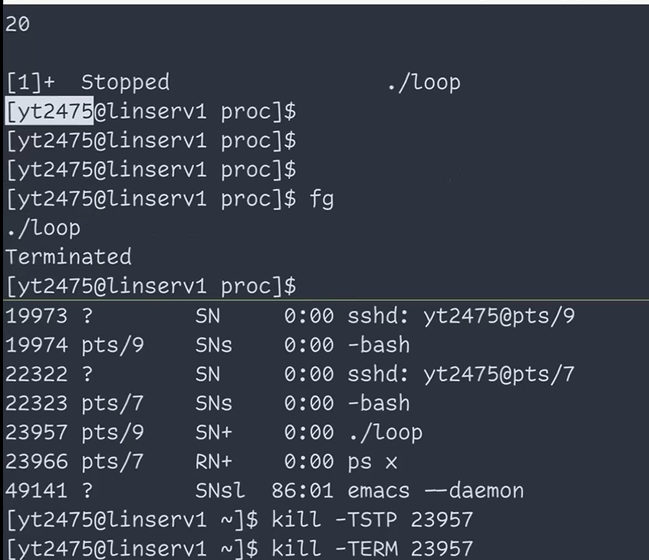 20
[1]+  Stopped                 ./loop
[yt2475@linserv1 proc]$
[yt2475@linserv1 proc]$
[yt2475@linserv1 proc]$
[yt2475@linserv1 proc]$ fg
./loop
Terminated
[yt2475@linserv1 proc]$
19973 ?        SN     0:00 sshd: yt2475@pts/9
19974 pts/9    SNs    0:00 -bash
22322 ?        SN     0:00 sshd: yt2475@pts/7
22323 pts/7    SNs    0:00 -bash
23957 pts/9    SN+    0:00 ./loop
23966 pts/7    RN+    0:00 ps x
49141 ?        SNsl  86:01 emacs --daemon
[yt2475@linserv1 ~]$ kill -TSTP 23957
[yt2475@linserv1 ~]$ kill -TERM 23957